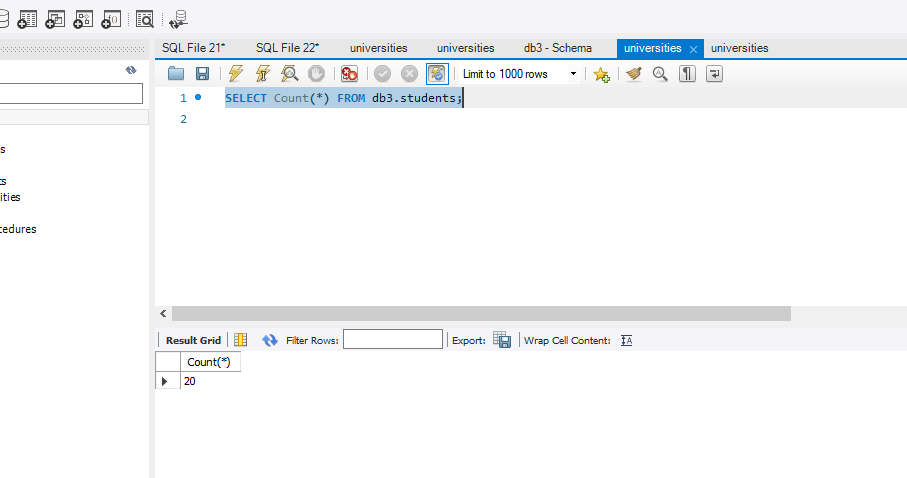 SQL File 21* SQL File 22* universities universities db3 - Schema universities universities
Limit to 1000 rows
1 SELECT Count(*) FROM db3.students;
2
s
ts
ities
cedures
Result Grid Filter Rows: Export: Wrap Cell Content:
Count(*)
20